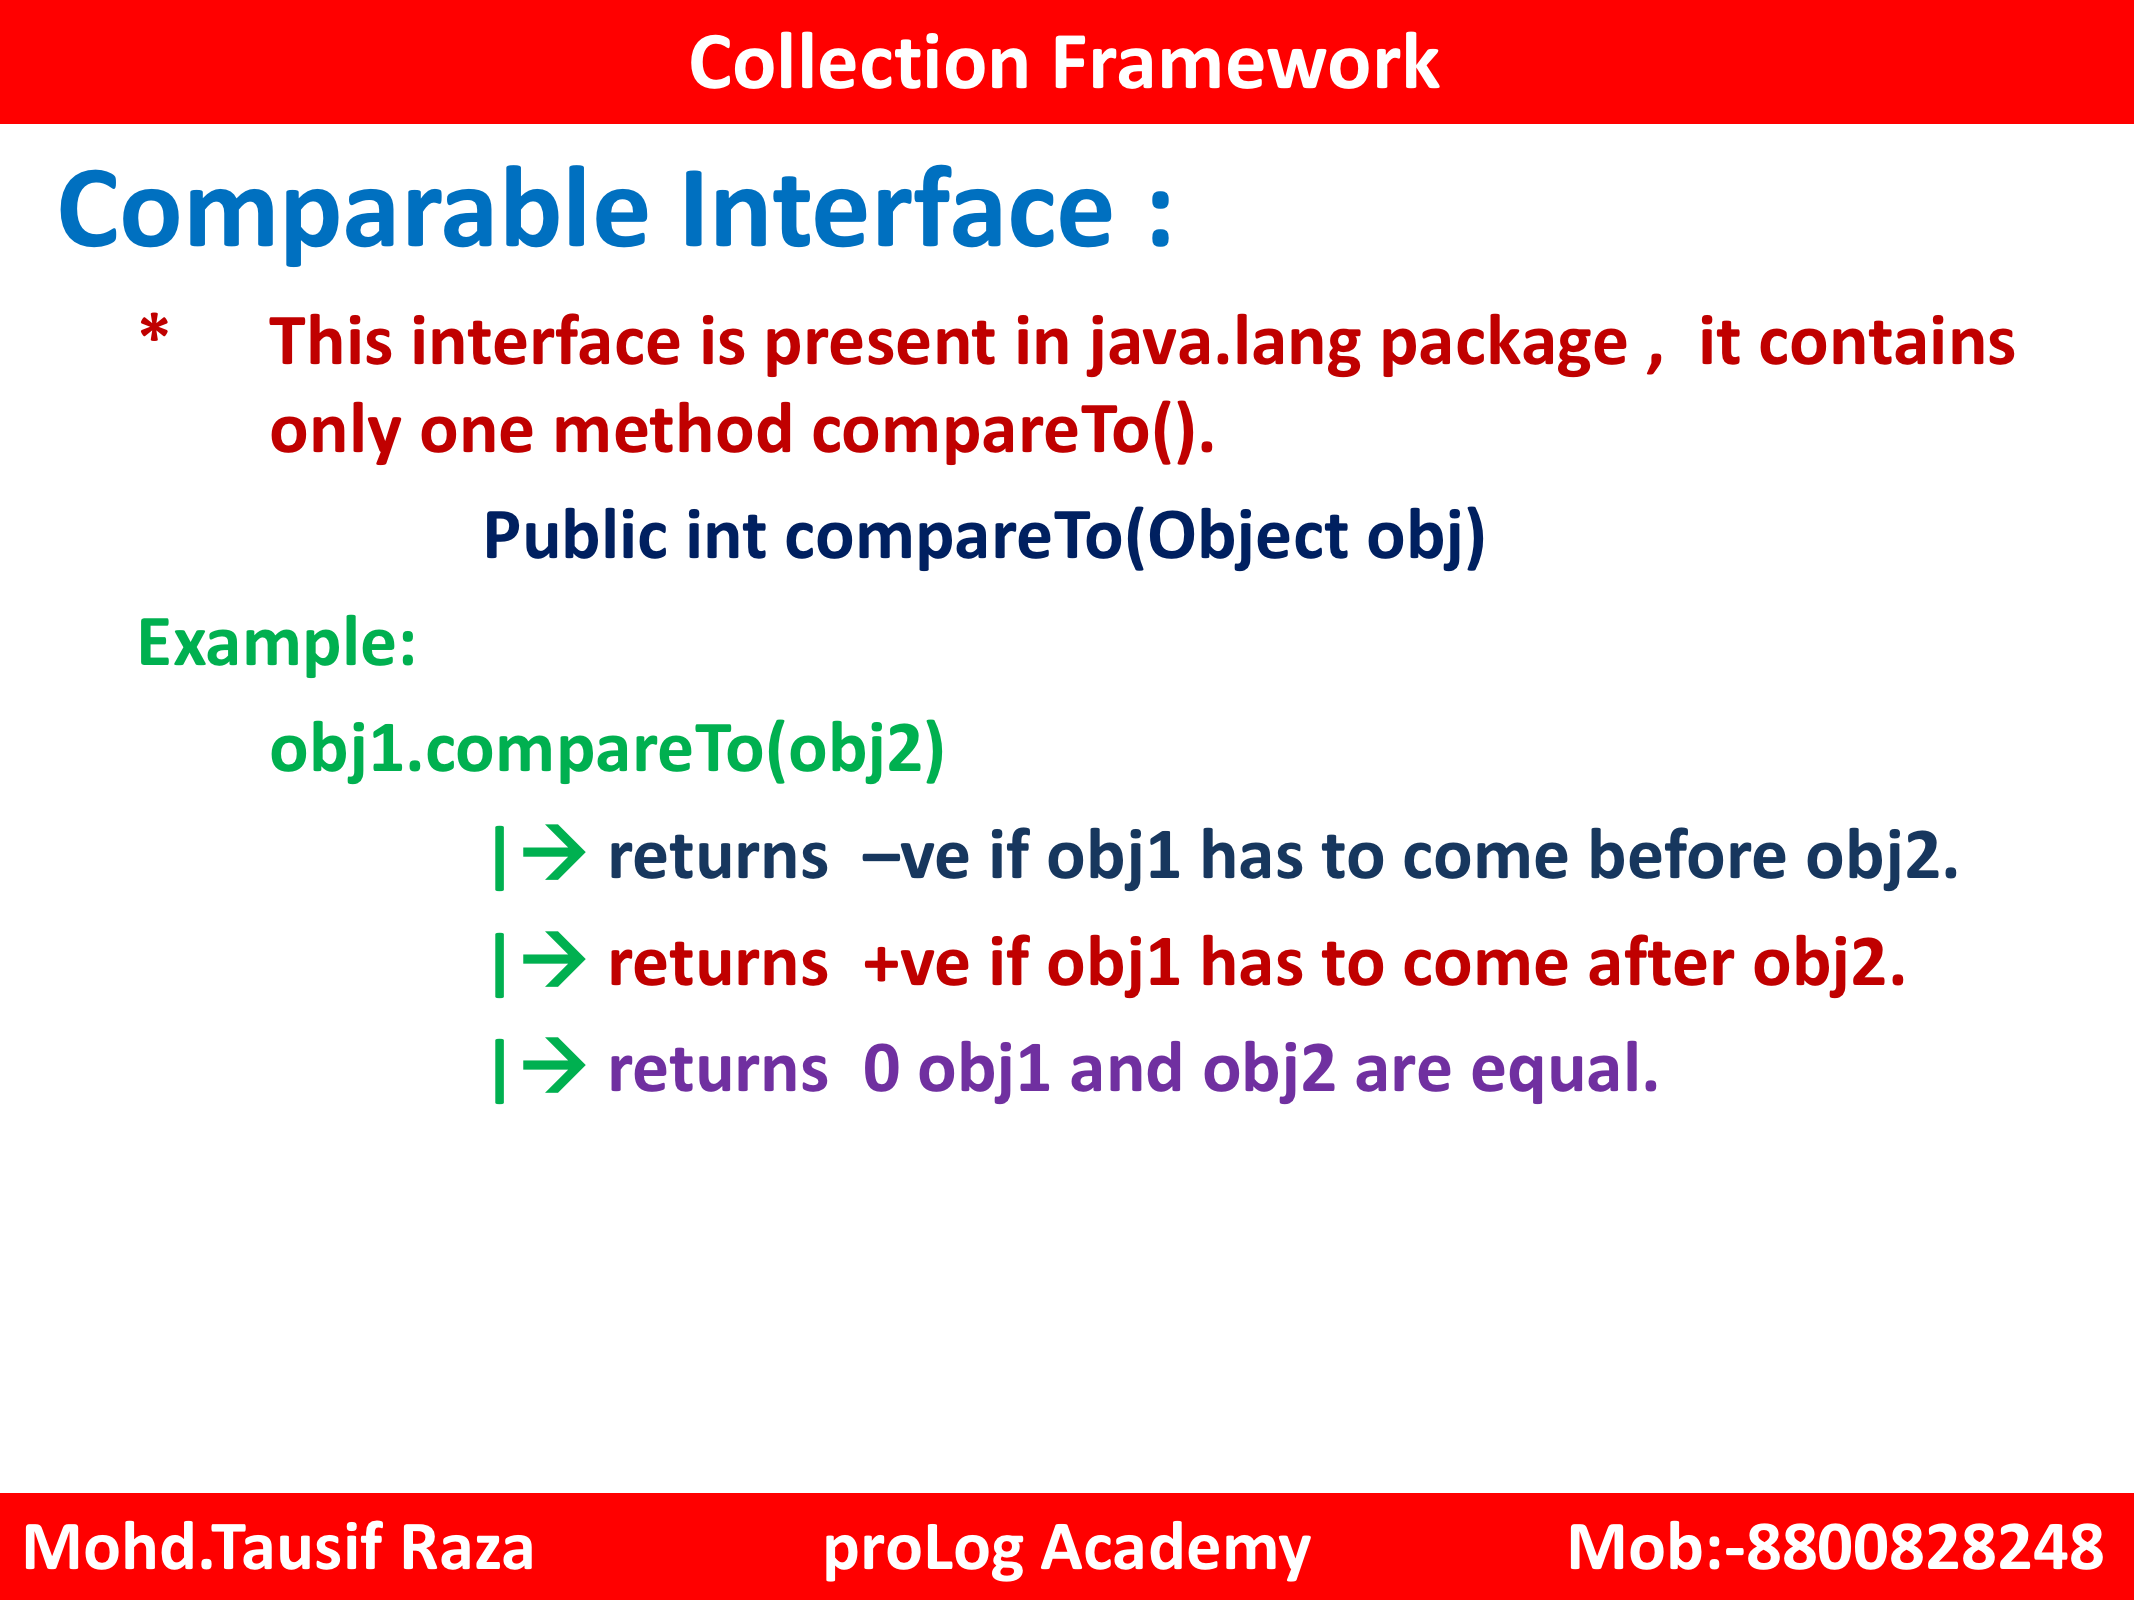 Collection Framework
Comparable Interface :
* This interface is present in java.lang package , it contains
only one method compareTo().
Public int compareTo(Object obj)
Example:
obj1.compareTo(obj2)
|→ returns –ve if obj1 has to come before obj2.
|→ returns +ve if obj1 has to come after obj2.
|→ returns 0 obj1 and obj2 are equal.
Mohd.Tausif Raza proLog Academy Mob:-8800828248